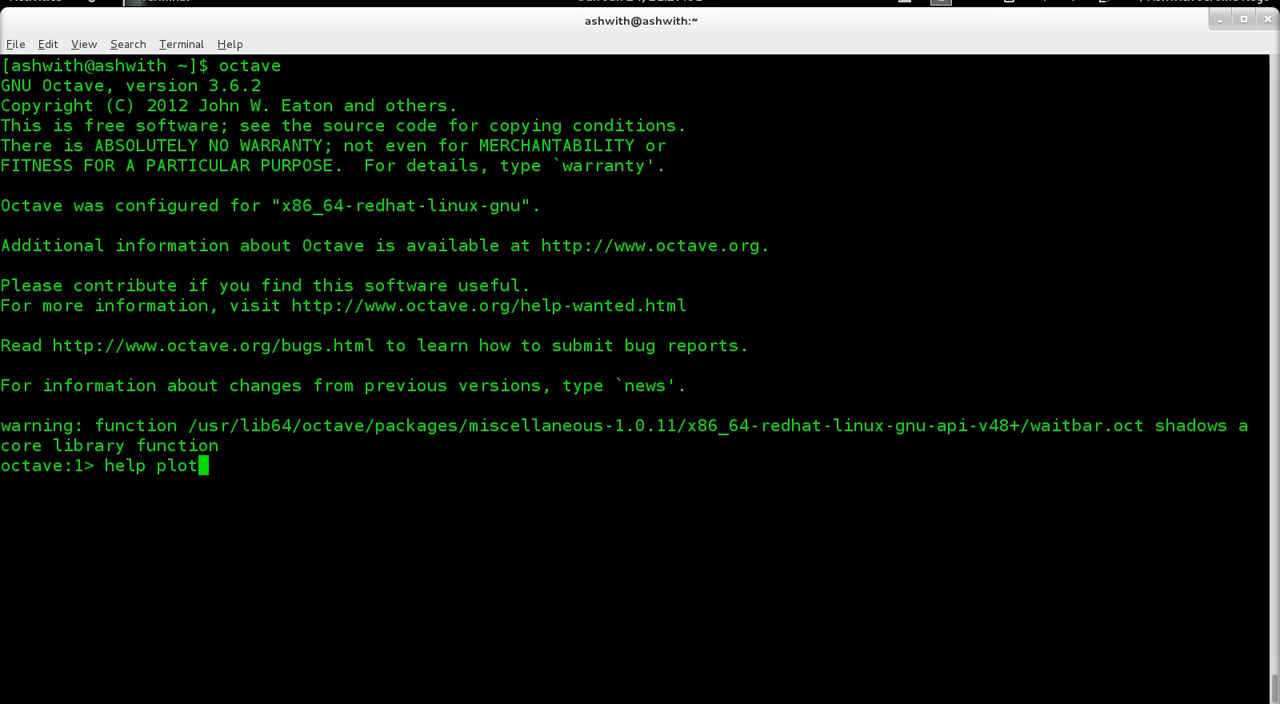 ashwith@ashwith:~
File Edit View Search Terminal Help
[ashwith@ashwith ~]$ octave
GNU Octave, version 3.6.2
Copyright (C) 2012 John W. Eaton and others.
This is free software; see the source code for copying conditions.
There is ABSOLUTELY NO WARRANTY; not even for MERCHANTABILITY or
FITNESS FOR A PARTICULAR PURPOSE.  For details, type `warranty'.
Octave was configured for "x86_64-redhat-linux-gnu".
Additional information about Octave is available at http://www.octave.org.
Please contribute if you find this software useful.
For more information, visit http://www.octave.org/help-wanted.html
Read http://www.octave.org/bugs.html to learn how to submit bug reports.
For information about changes from previous versions, type `news'.
warning: function /usr/lib64/octave/packages/miscellaneous-1.0.11/x86_64-redhat-linux-gnu-api-v48+/waitbar.oct shadows a
core library function
octave:1> help plot